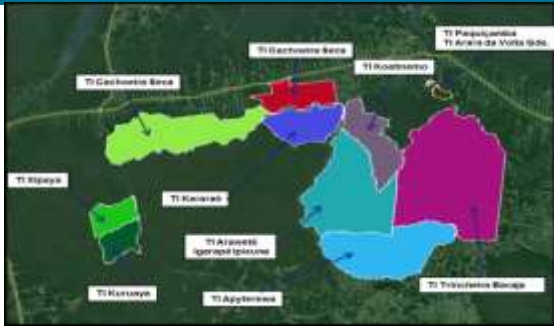 TI Paquiçamba
TI Arara da Volta Gde.
TI Cachoeira Seca
TI Koatinemo
TI Cachoeira Seca
TI Xipaya
TI Kararaô
TI Araweté
Igarapé Ipixuna
TI Kuruaya
TI Apyterewa
TI Trincheira Bacajá